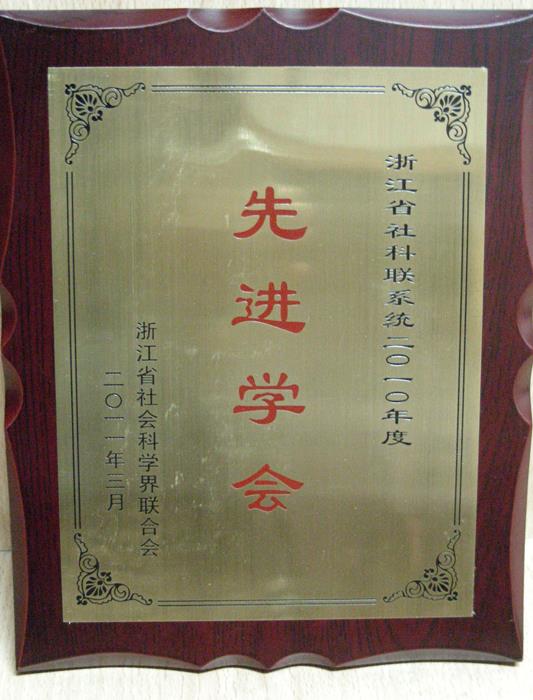 浙江省社科联系统二〇一〇年度
先进学会
浙江省社会科学界联合会
二〇一一年三月